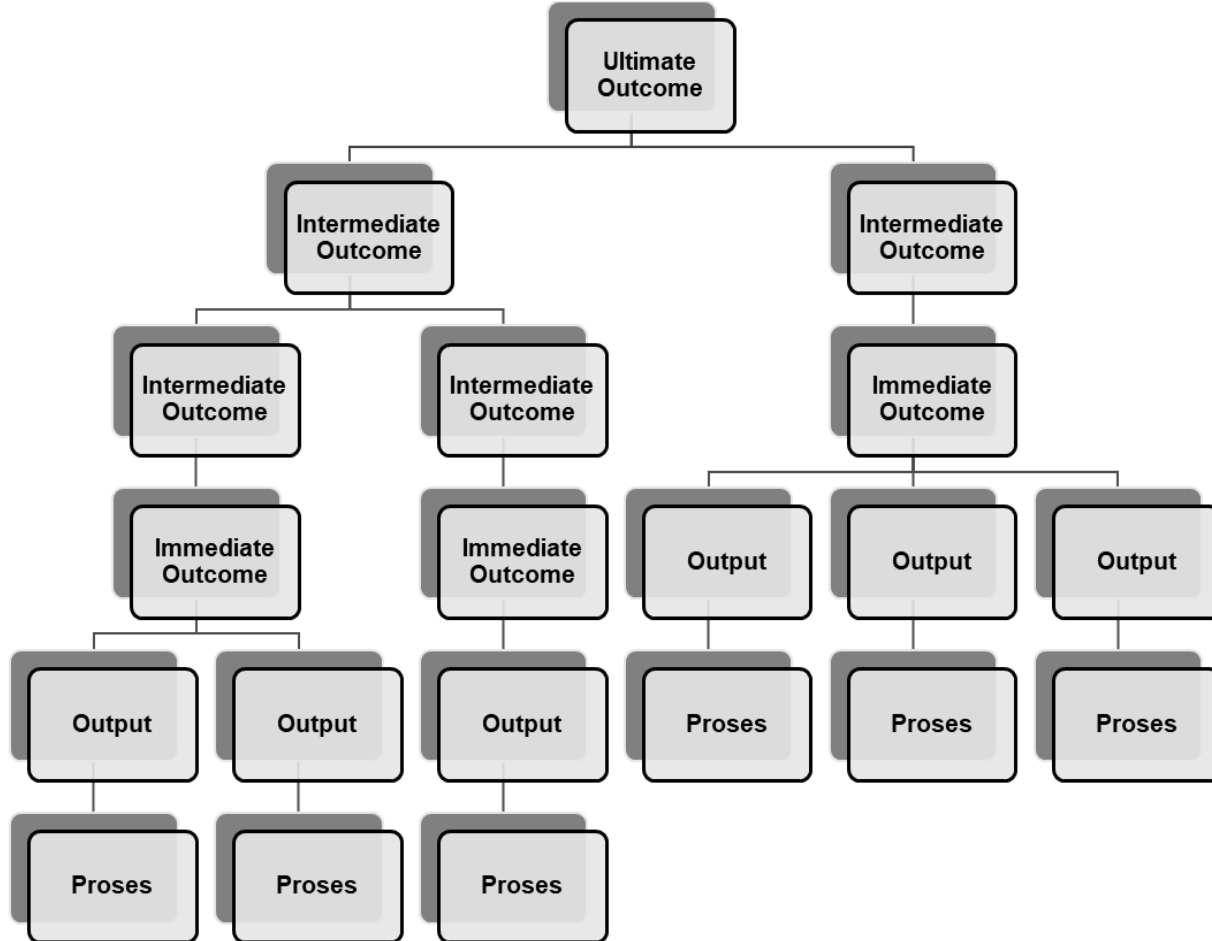 Ultimate
Outcome
Intermediate
Outcome
Intermediate
Outcome
Intermediate
Outcome
Intermediate
Outcome
Immediate
Outcome
Immediate
Outcome
Immediate
Outcome
Output
Output
Output
Output
Output
Output
Proses
Proses
Proses
Proses
Proses
Proses